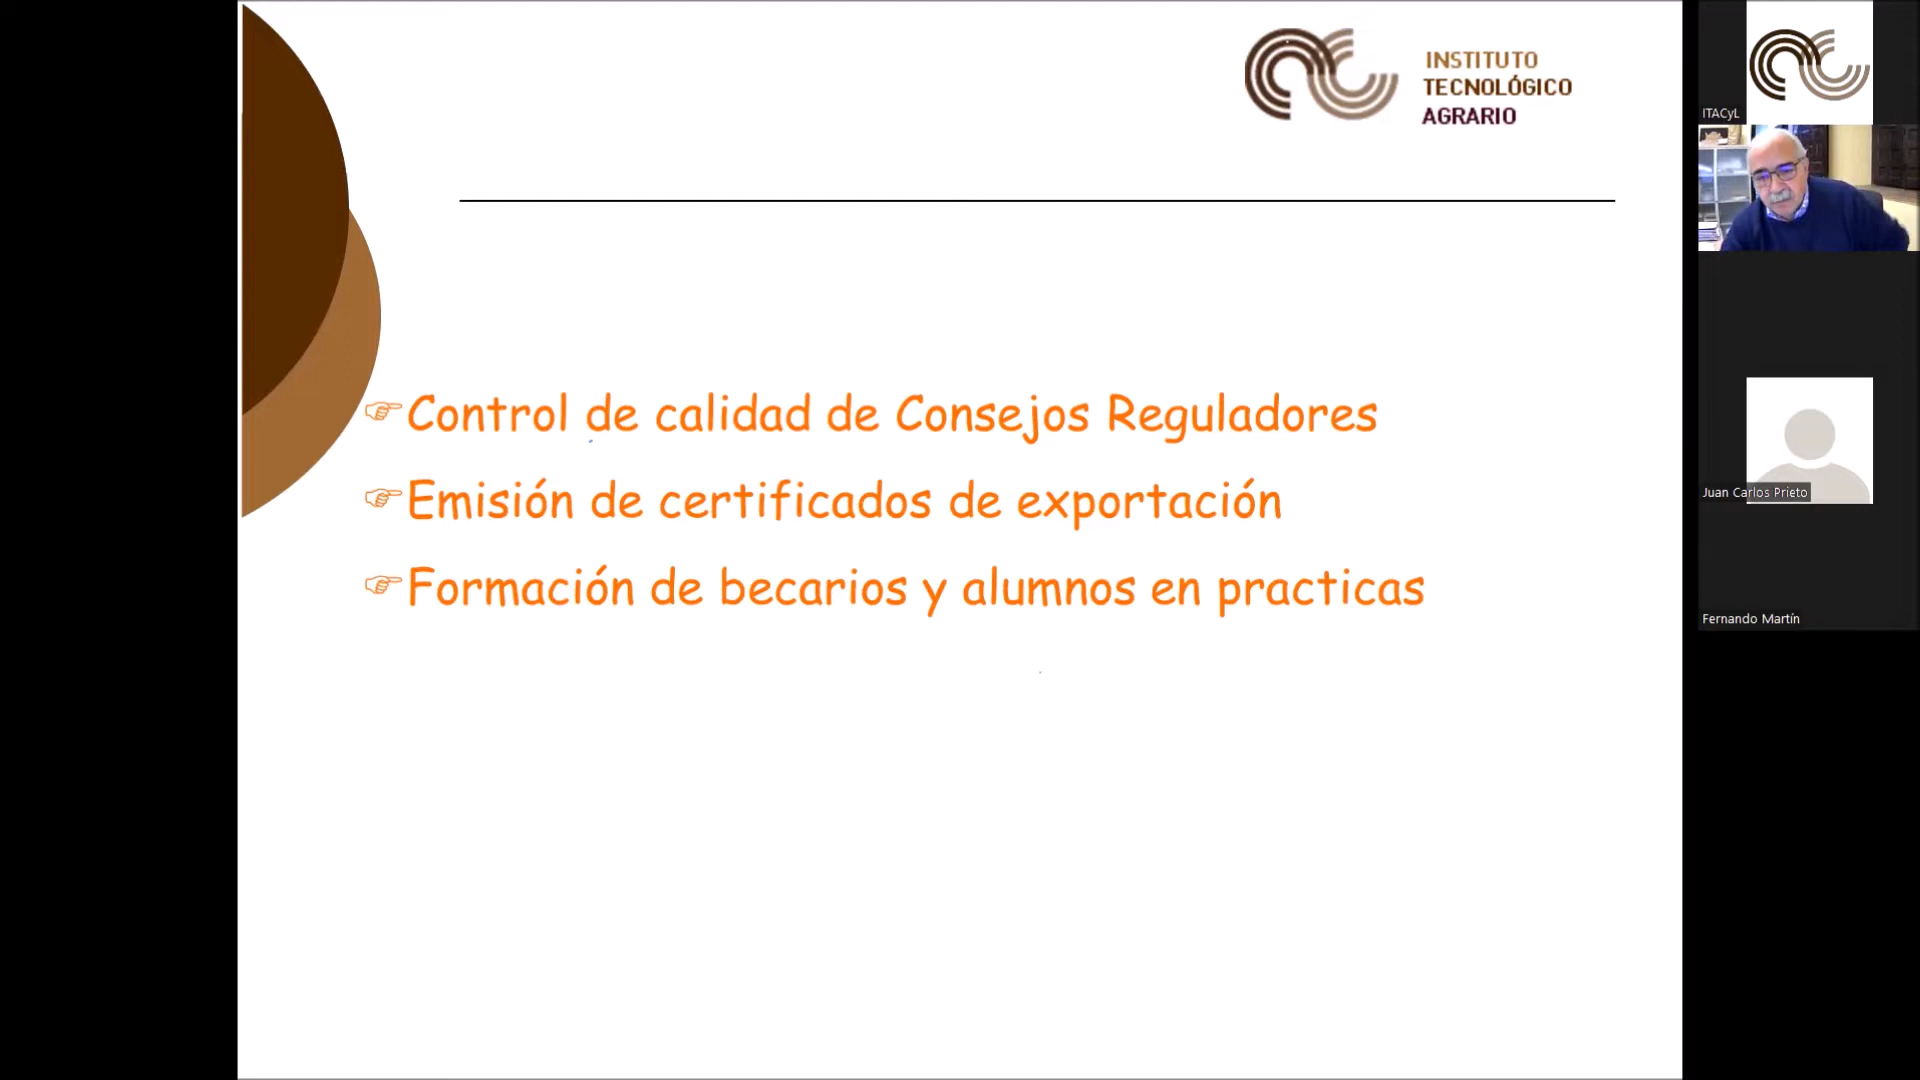 INSTITUTO
TECNOLÓGICO
AGRARIO
☞Control de calidad de Consejos Reguladores
☞Emisión de certificados de exportación
☞Formación de becarios y alumnos en practicas
ITACyL
Juan Carlos Prieto
Fernando Martín